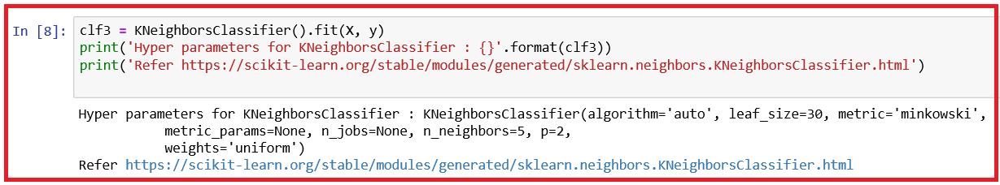 In [8]: clf3 = KNeighborsClassifier().fit(X, y)
print('Hyper parameters for KNeighborsClassifier : {}'.format(clf3))
print('Refer https://scikit-learn.org/stable/modules/generated/sklearn.neighbors.KNeighborsClassifier.html')
Hyper parameters for KNeighborsClassifier : KNeighborsClassifier(algorithm='auto', leaf_size=30, metric='minkowski',
metric_params=None, n_jobs=None, n_neighbors=5, p=2,
weights='uniform')
Refer https://scikit-learn.org/stable/modules/generated/sklearn.neighbors.KNeighborsClassifier.html